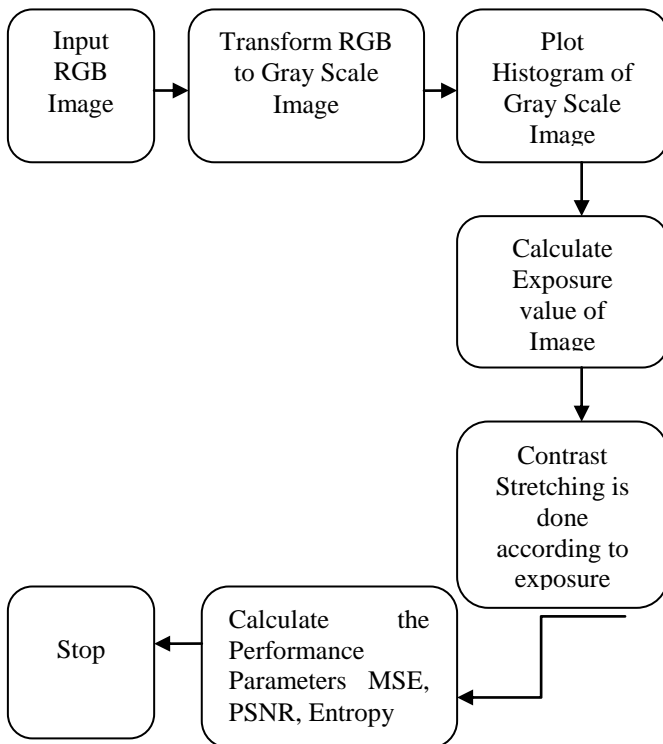 Input
RGB
Image
Transform RGB
to Gray Scale
Image
Plot
Histogram of
Gray Scale
Image
Calculate
Exposure
value of
Image
Contrast
Stretching is
done
according to
exposure
Calculate the
Performance
Parameters MSE,
PSNR, Entropy
Stop